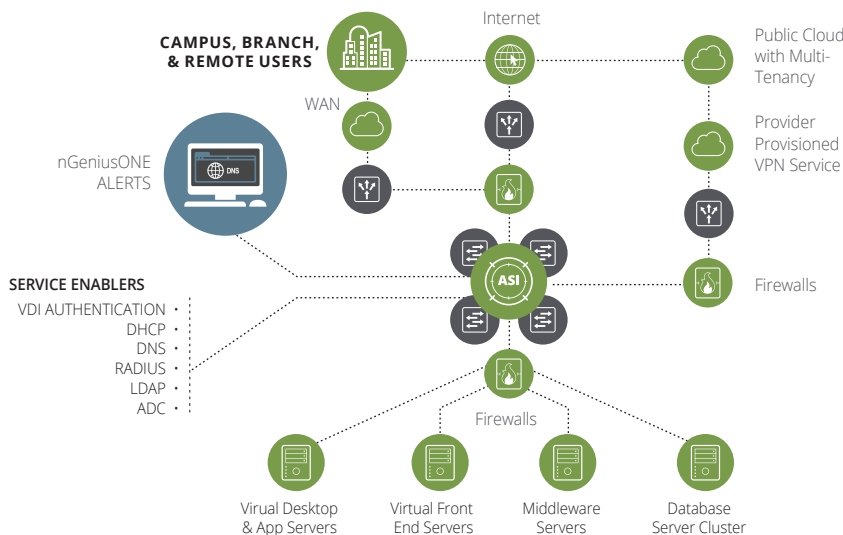 Internet
CAMPUS, BRANCH,
& REMOTE USERS
Public Cloud
with Multi-
Tenancy
WAN
Provider
Provisioned
VPN Service
nGeniusONE
ALERTS
DNS
ASI
Firewalls
SERVICE ENABLERS
VDI AUTHENTICATION •
DHCP •
DNS •
RADIUS •
LDAP •
ADC •
Firewalls
Virual Desktop
& App Servers
Virtual Front
End Servers
Middleware
Servers
Database
Server Cluster